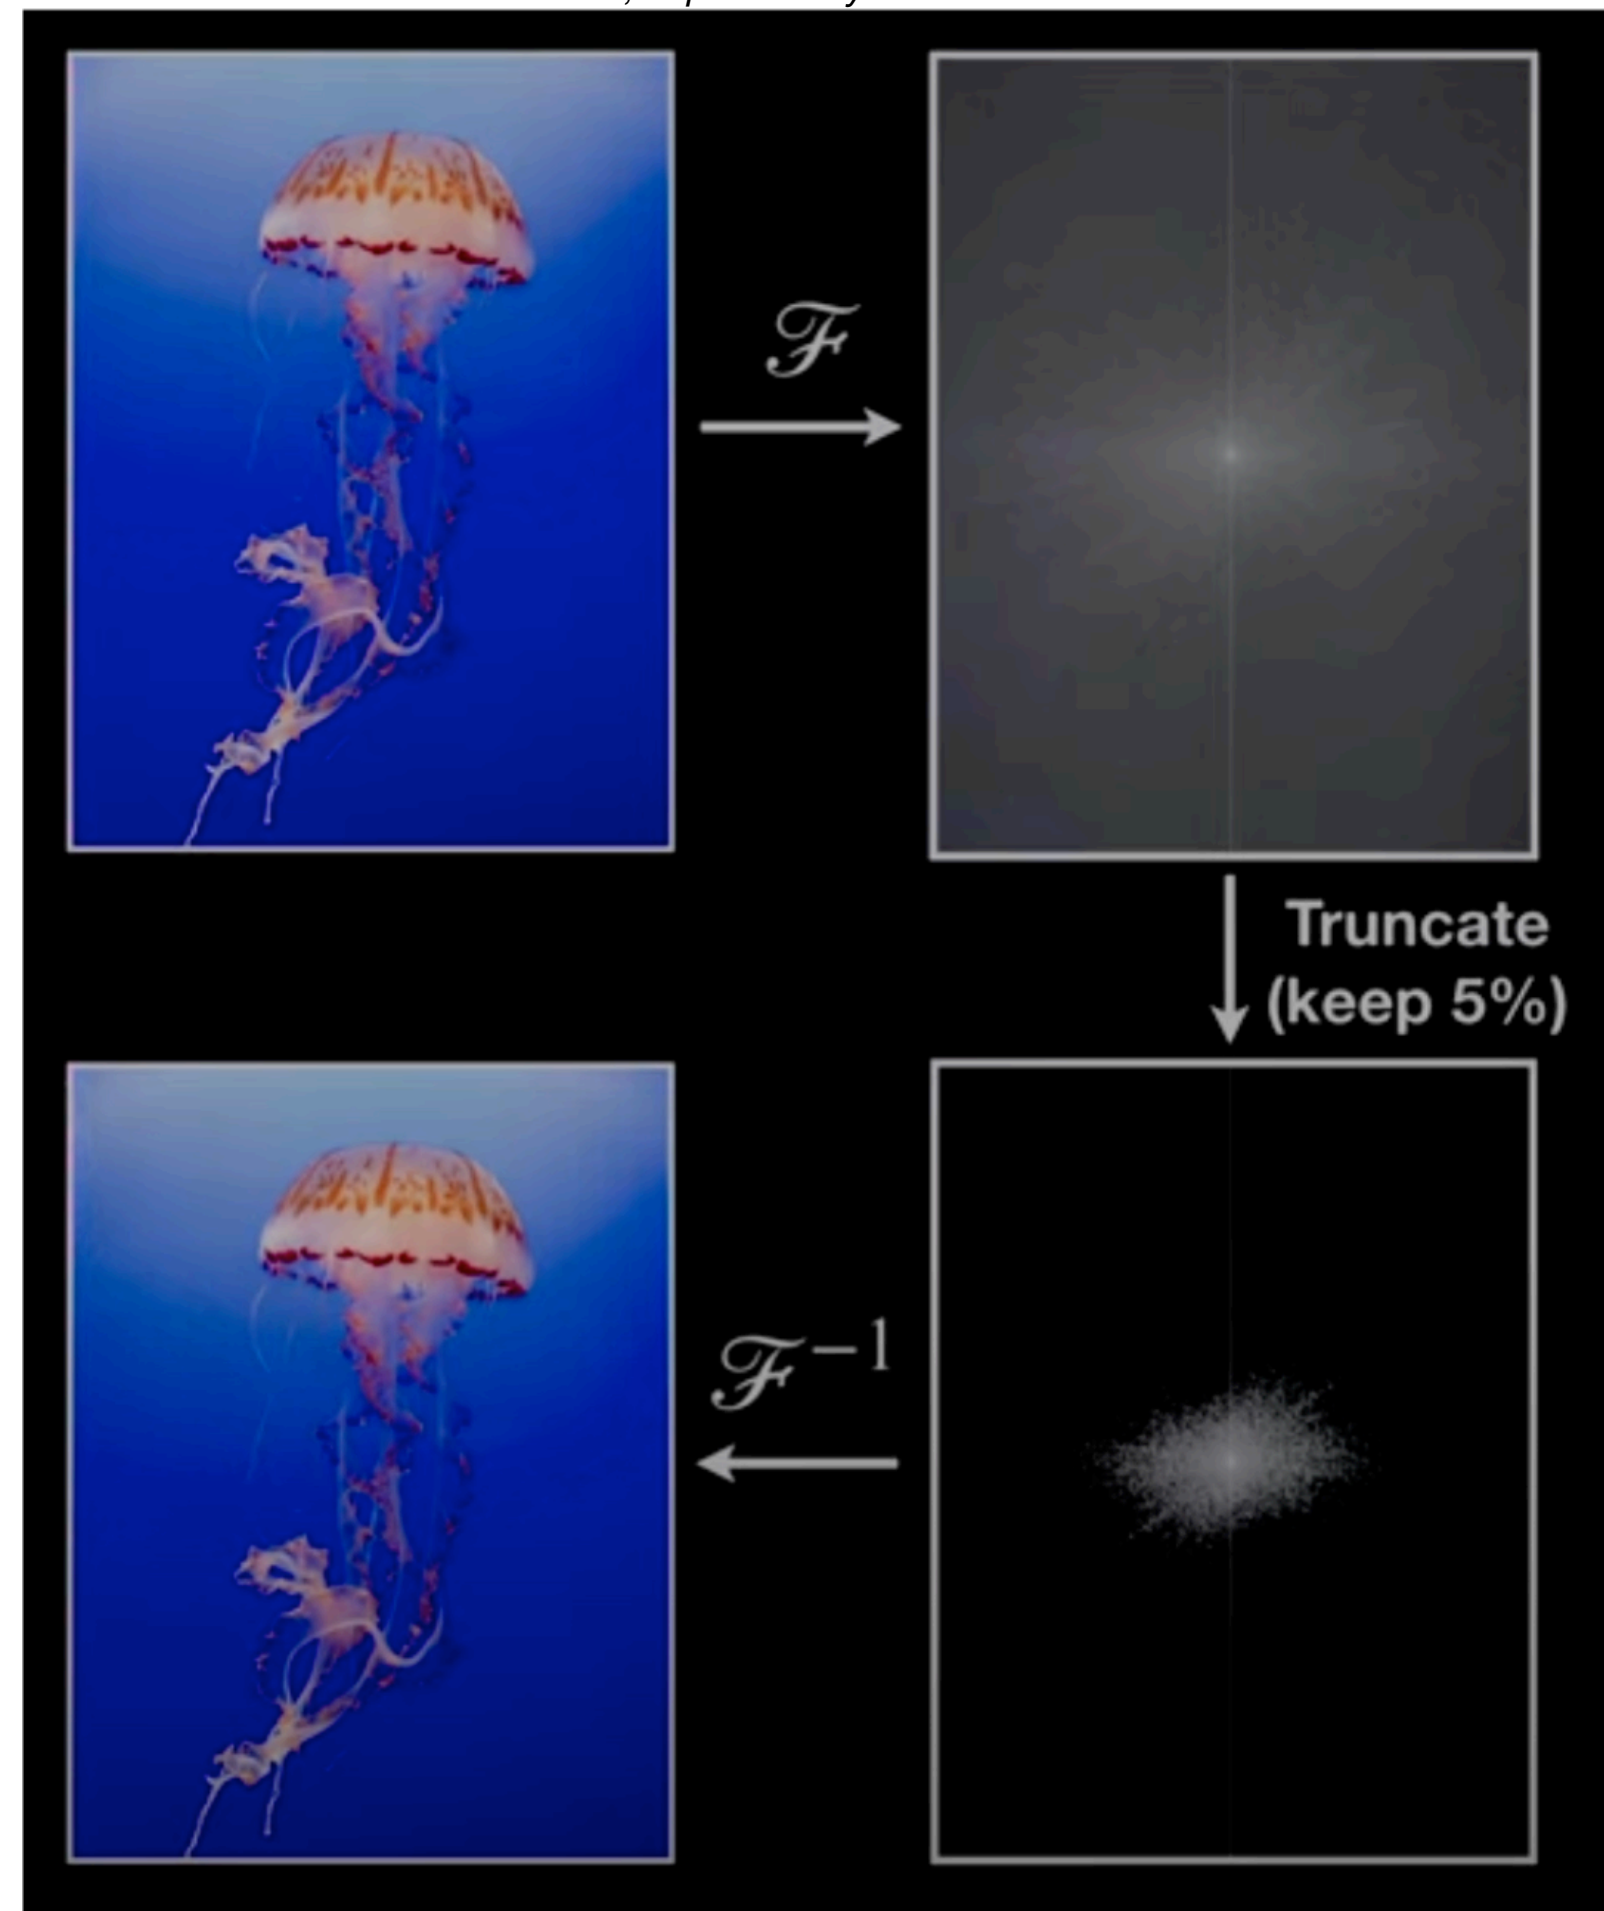 ℱ
Truncate
(keep 5%)
ℱ⁻¹